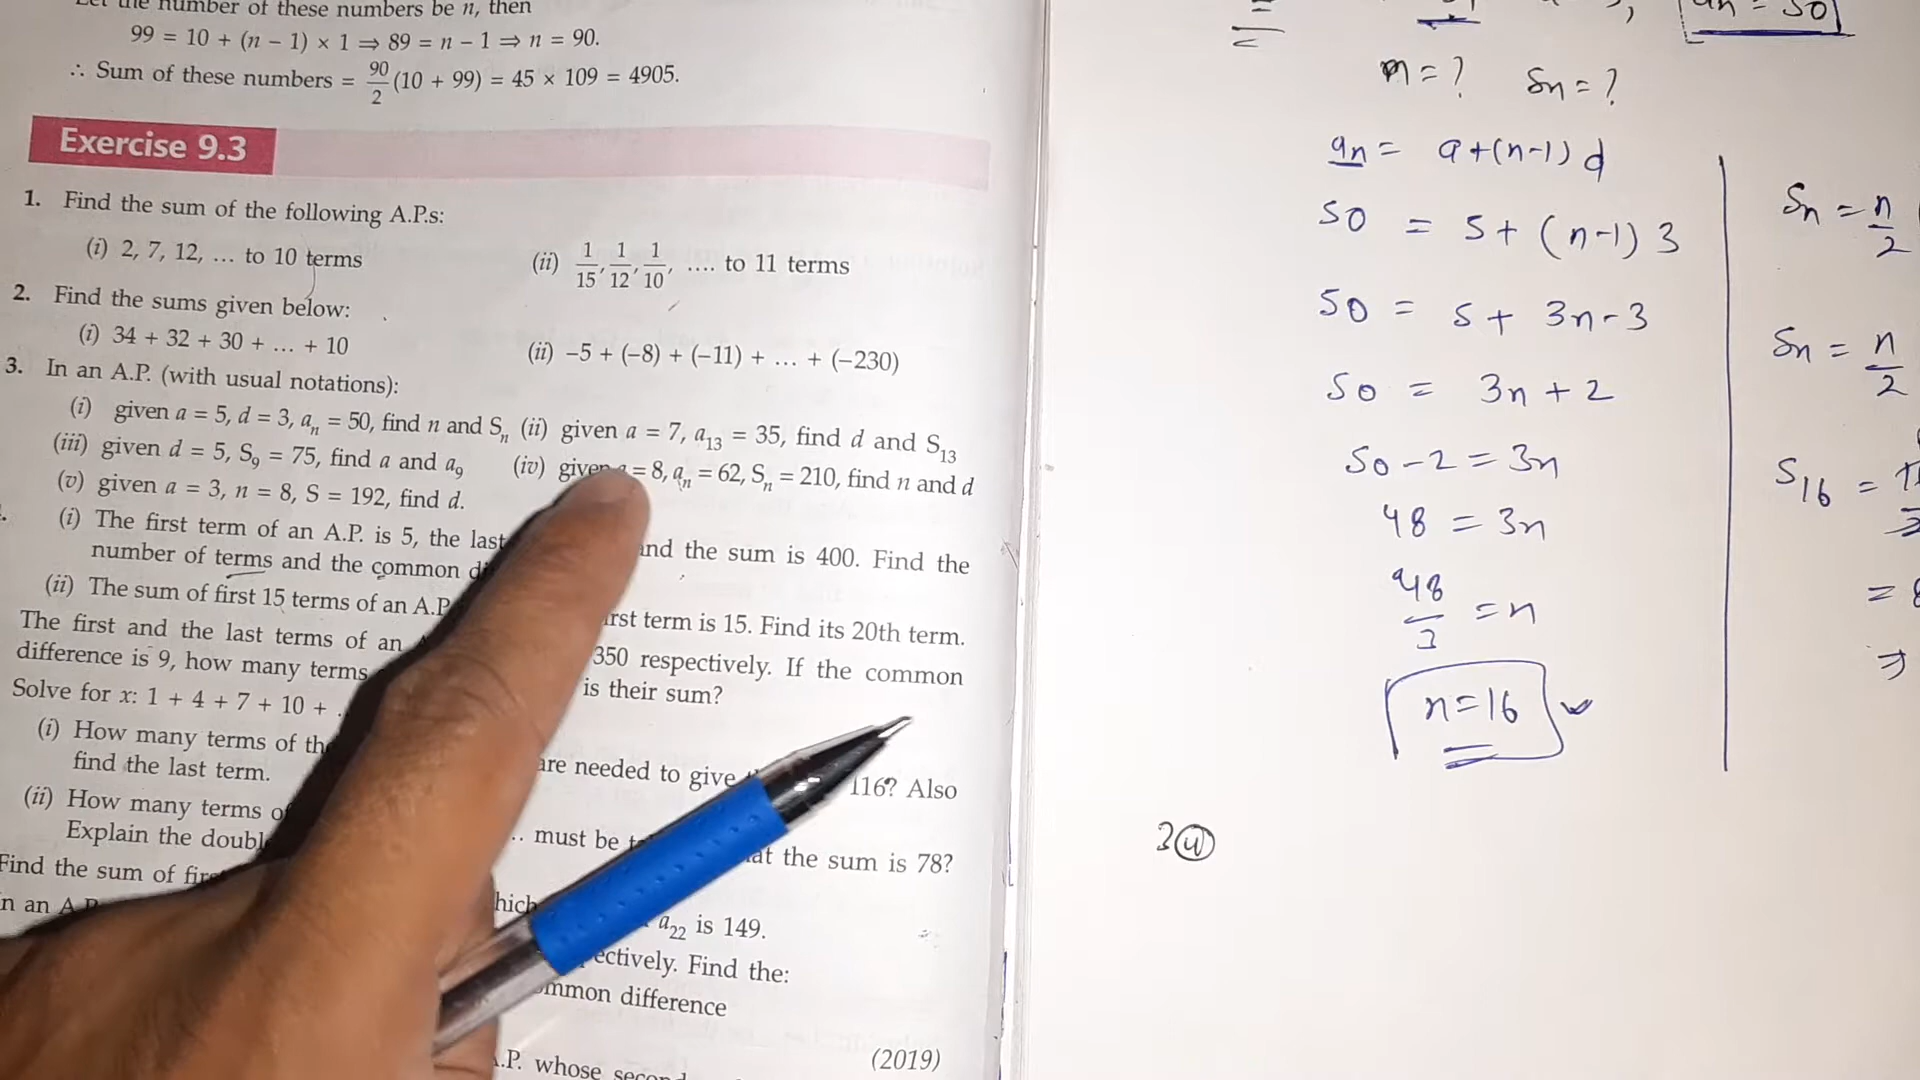 Let the number of these numbers be n, then
99 = 10 + (n − 1) × 1 ⇒ 89 = n − 1 ⇒ n = 90.
∴ Sum of these numbers = 90/2 (10 + 99) = 45 × 109 = 4905.
Exercise 9.3
1. Find the sum of the following A.P.s:
(i) 2, 7, 12, ... to 10 terms (ii) 1/15, 1/12, 1/10, .... to 11 terms
2. Find the sums given below:
(i) 34 + 32 + 30 + ... + 10 (ii) −5 + (−8) + (−11) + ... + (−230)
3. In an A.P. (with usual notations):
(i) given a = 5, d = 3, aₙ = 50, find n and Sₙ (ii) given a = 7, a₁₃ = 35, find d and S₁₃
(iii) given d = 5, S₉ = 75, find a and a₉ (iv) given = 8, aₙ = 62, Sₙ = 210, find n and d
(v) given a = 3, n = 8, S = 192, find d.
(i) The first term of an A.P. is 5, the last and the sum is 400. Find the
number of terms and the common
(ii) The sum of first 15 terms of an A.P. term is 15. Find its 20th term.
The first and the last terms of an 350 respectively. If the common
difference is 9, how many terms is their sum?
Solve for x: 1 + 4 + 7 + 10 +
(i) How many terms of are needed to give 116? Also
find the last term.
(ii) How many terms must be the sum is 78?
Explain the
Find the sum of
an a₂₂ is 149.
Find the:
difference
(2019)
A.P. whose
aₙ = 50
n = ? Sₙ = ?
aₙ = a+(n-1) d
50 = 5 + (n-1) 3
50 = 5 + 3n-3
50 = 3n + 2
50-2 = 3n
48 = 3n
48/3 = n
n=16
Sₙ = n/2
Sₙ = n/2
S₁₆ =
=
⇒